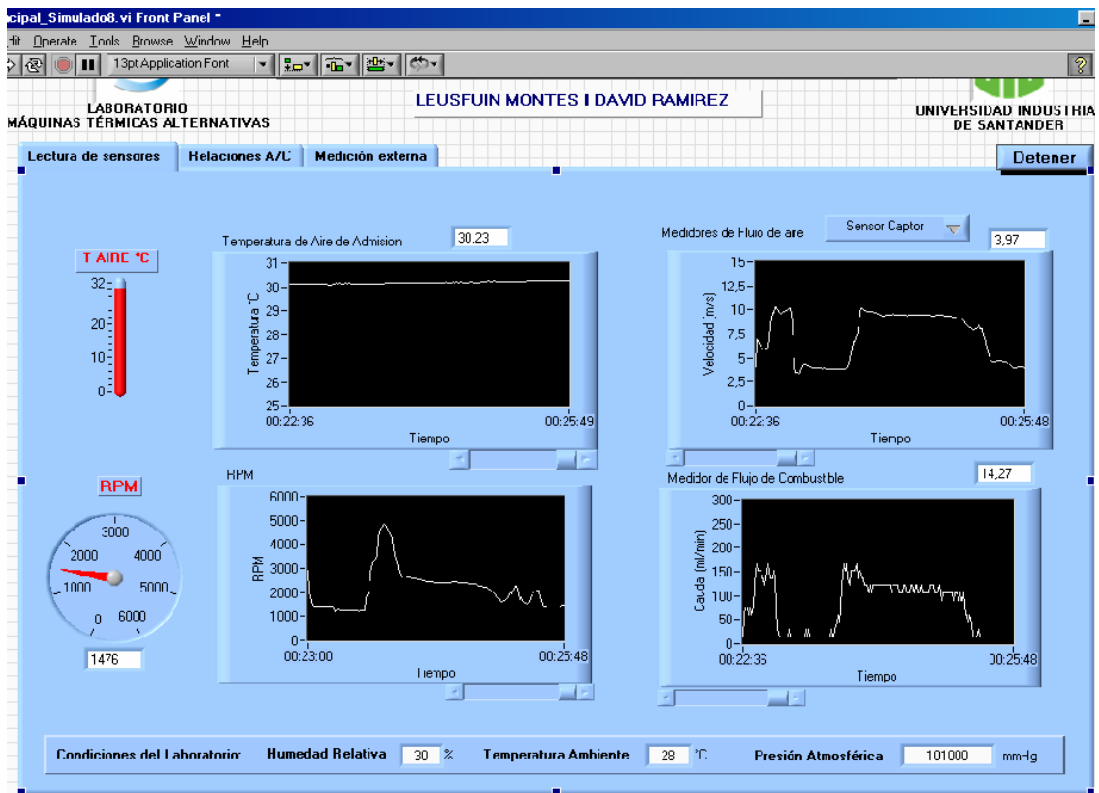 cipal_Simulado8.vi Front Panel *
dit Operate Tools Browse Window Help
13pt Application Font
LABORATORIO
MÁQUINAS TÉRMICAS ALTERNATIVAS
LEUSFUIN MONTES I DAVID RAMIREZ
UNIVERSIDAD INDUSTRIA
DE SANTANDER
Lectura de sensores
Relaciones A/C
Medición externa
Detener
T AIRE °C
32
20
10
0
Temperatura de Aire de Admision
30.23
31
30
29
28
27
26
25
Temperatura °C
00:22:36
00:25:49
Tiempo
Medidores de Flujo de aire
Sensor Captor
3,97
15
12,5
10
7,5
5
2,5
0
Velocidad (m/s)
00:22:36
00:25:48
Tiempo
RPM
3000
2000
4000
1000
5000
0
6000
1476
RPM
6000
5000
4000
3000
2000
1000
0
RPM
00:23:00
00:25:48
Tiempo
Medidor de Flujo de Combustble
14,27
300
250
200
150
100
50
0
Cauda (ml/min)
00:22:36
00:25:48
Tiempo
Condiciones del Laboratorio:
Humedad Relativa 30 %
Temperatura Ambiente 28 °C
Presión Atmosférica 101000 mmHg